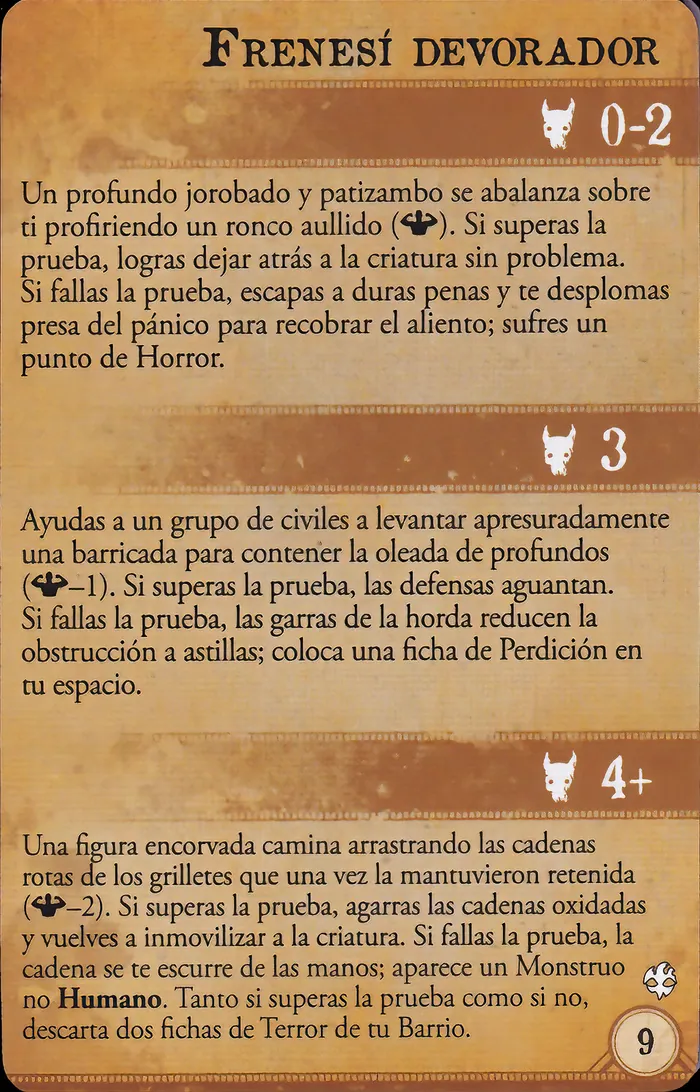 Frenesí devorador
0-2
Un profundo jorobado y patizambo se abalanza sobre
ti profiriendo un ronco aullido (). Si superas la
prueba, logras dejar atrás a la criatura sin problema.
Si fallas la prueba, escapas a duras penas y te desplomas
presa del pánico para recobrar el aliento; sufres un
punto de Horror.
3
Ayudas a un grupo de civiles a levantar apresuradamente
una barricada para contener la oleada de profundos
(–1). Si superas la prueba, las defensas aguantan.
Si fallas la prueba, las garras de la horda reducen la
obstrucción a astillas; coloca una ficha de Perdición en
tu espacio.
4+
Una figura encorvada camina arrastrando las cadenas
rotas de los grilletes que una vez la mantuvieron retenida
(–2). Si superas la prueba, agarras las cadenas oxidadas
y vuelves a inmovilizar a la criatura. Si fallas la prueba, la
cadena se te escurre de las manos; aparece un Monstruo
no Humano. Tanto si superas la prueba como si no,
descarta dos fichas de Terror de tu Barrio.
9